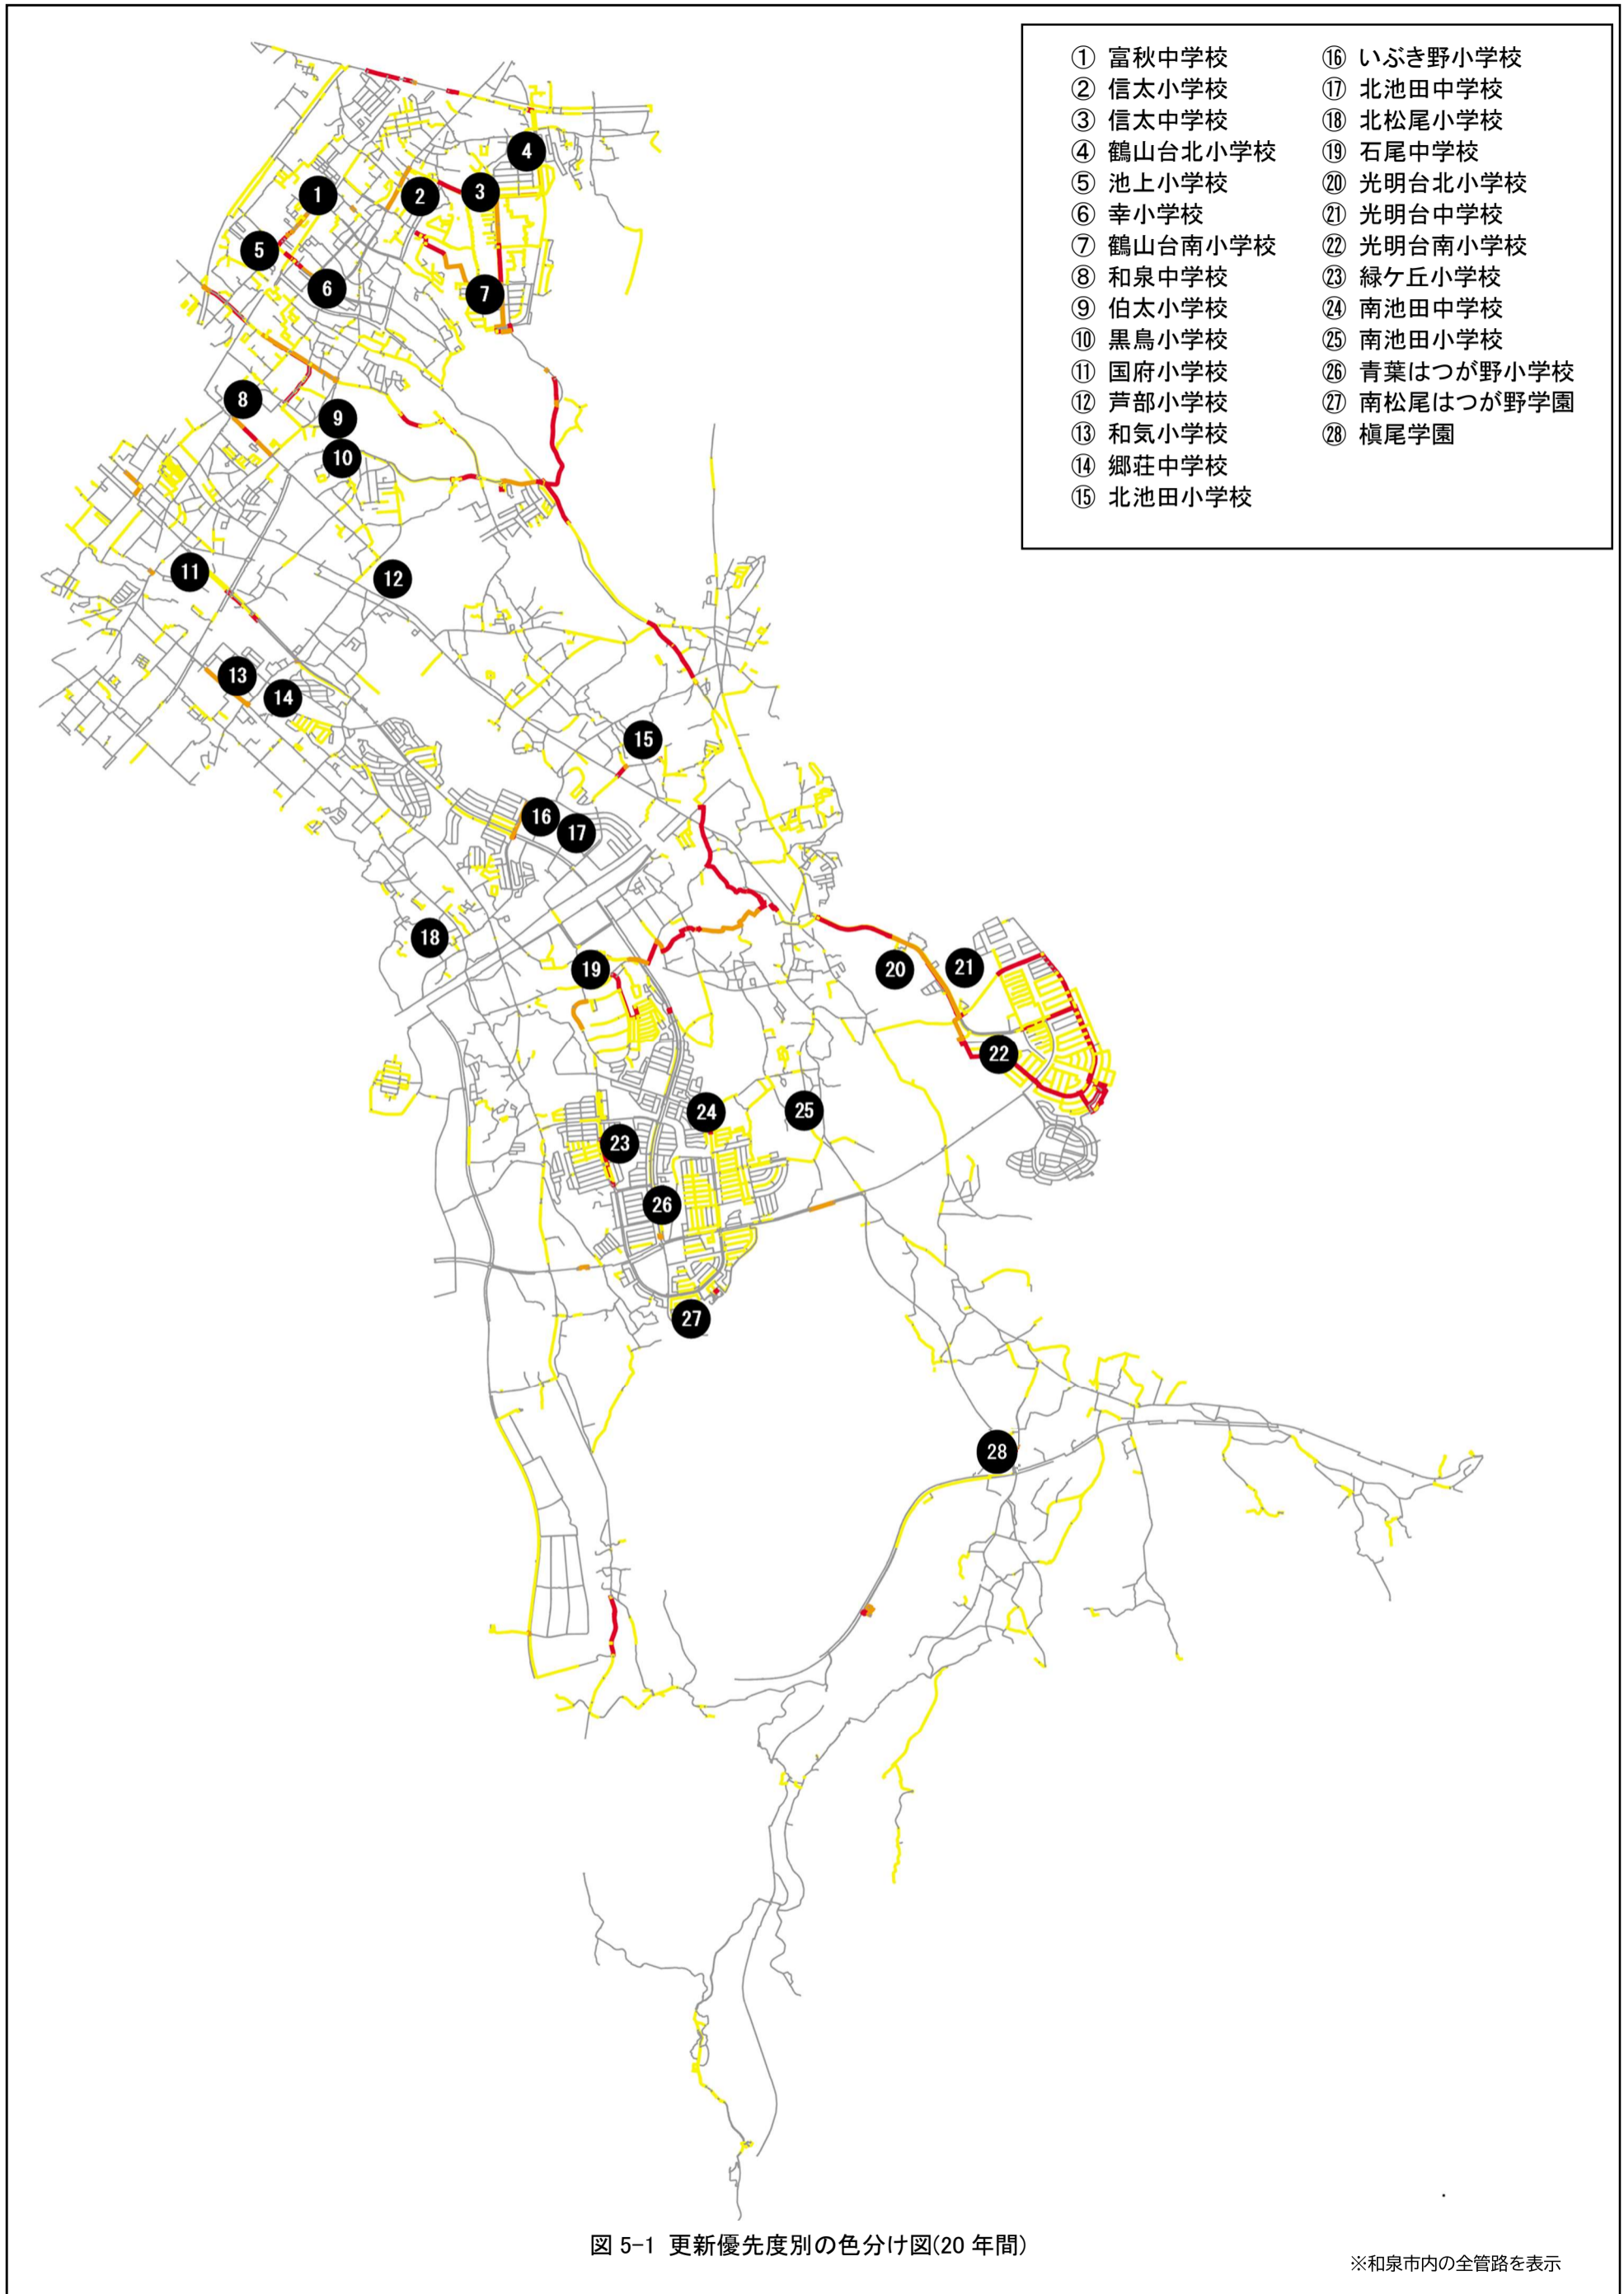 ① 富秋中学校
② 信太小学校
③ 信太中学校
④ 鶴山台北小学校
⑤ 池上小学校
⑥ 幸小学校
⑦ 鶴山台南小学校
⑧ 和泉中学校
⑨ 伯太小学校
⑩ 黒鳥小学校
⑪ 国府小学校
⑫ 芦部小学校
⑬ 和気小学校
⑭ 郷荘中学校
⑮ 北池田小学校
⑯ いぶき野小学校
⑰ 北池田中学校
⑱ 北松尾小学校
⑲ 石尾中学校
⑳ 光明台北小学校
㉑ 光明台中学校
㉒ 光明台南小学校
㉓ 緑ケ丘小学校
㉔ 南池田中学校
㉕ 南池田小学校
㉖ 青葉はつが野小学校
㉗ 南松尾はつが野学園
㉘ 槇尾学園
4
3
2
1
5
6
7
8
9
10
11
12
13
14
15
16
17
18
19
20
21
22
24
25
23
26
27
28
図 5-1 更新優先度別の色分け図(20 年間)
※和泉市内の全管路を表示